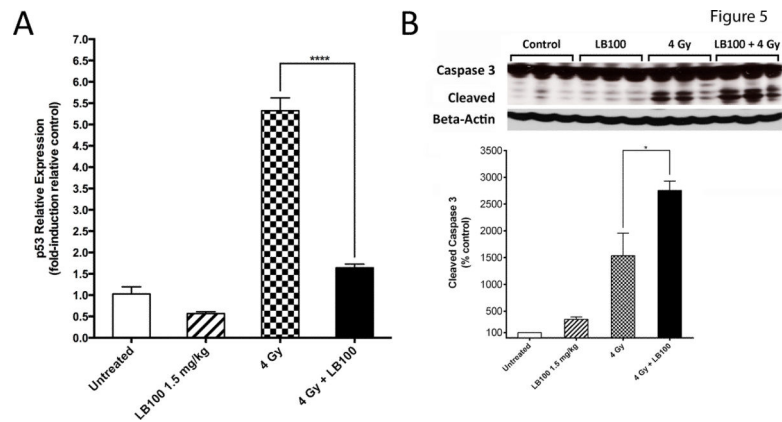 Figure 5
A
p53 Relative Expression
(fold-induction relative control)
7.0
6.5
6.0
5.5
5.0
4.5
4.0
3.5
3.0
2.5
2.0
1.5
1.0
0.5
0.0
****
Untreated
LB100 1.5 mg/kg
4 Gy
4 Gy + LB100
B
Control
LB100
4 Gy
LB100 + 4 Gy
Caspase 3
Cleaved
Beta-Actin
Cleaved Caspase 3
(% control)
3500
3000
2500
2000
1500
500
100
*
Untreated
LB100 1.5 mg/kg
4 Gy
4 Gy + LB100